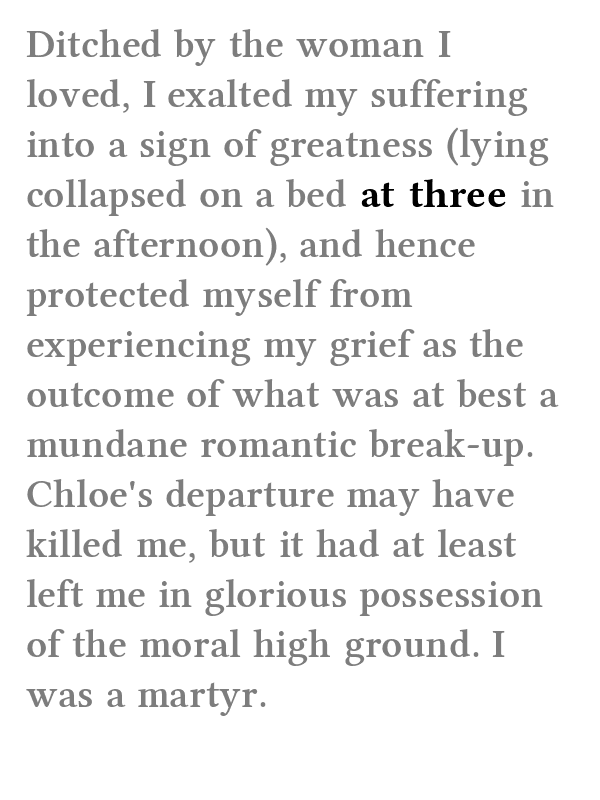 Ditched by the woman I
loved, I exalted my suffering
into a sign of greatness (lying
collapsed on a bed at three in
the afternoon), and hence
protected myself from
experiencing my grief as the
outcome of what was at best a
mundane romantic break-up.
Chloe's departure may have
killed me, but it had at least
left me in glorious possession
of the moral high ground. I
was a martyr.